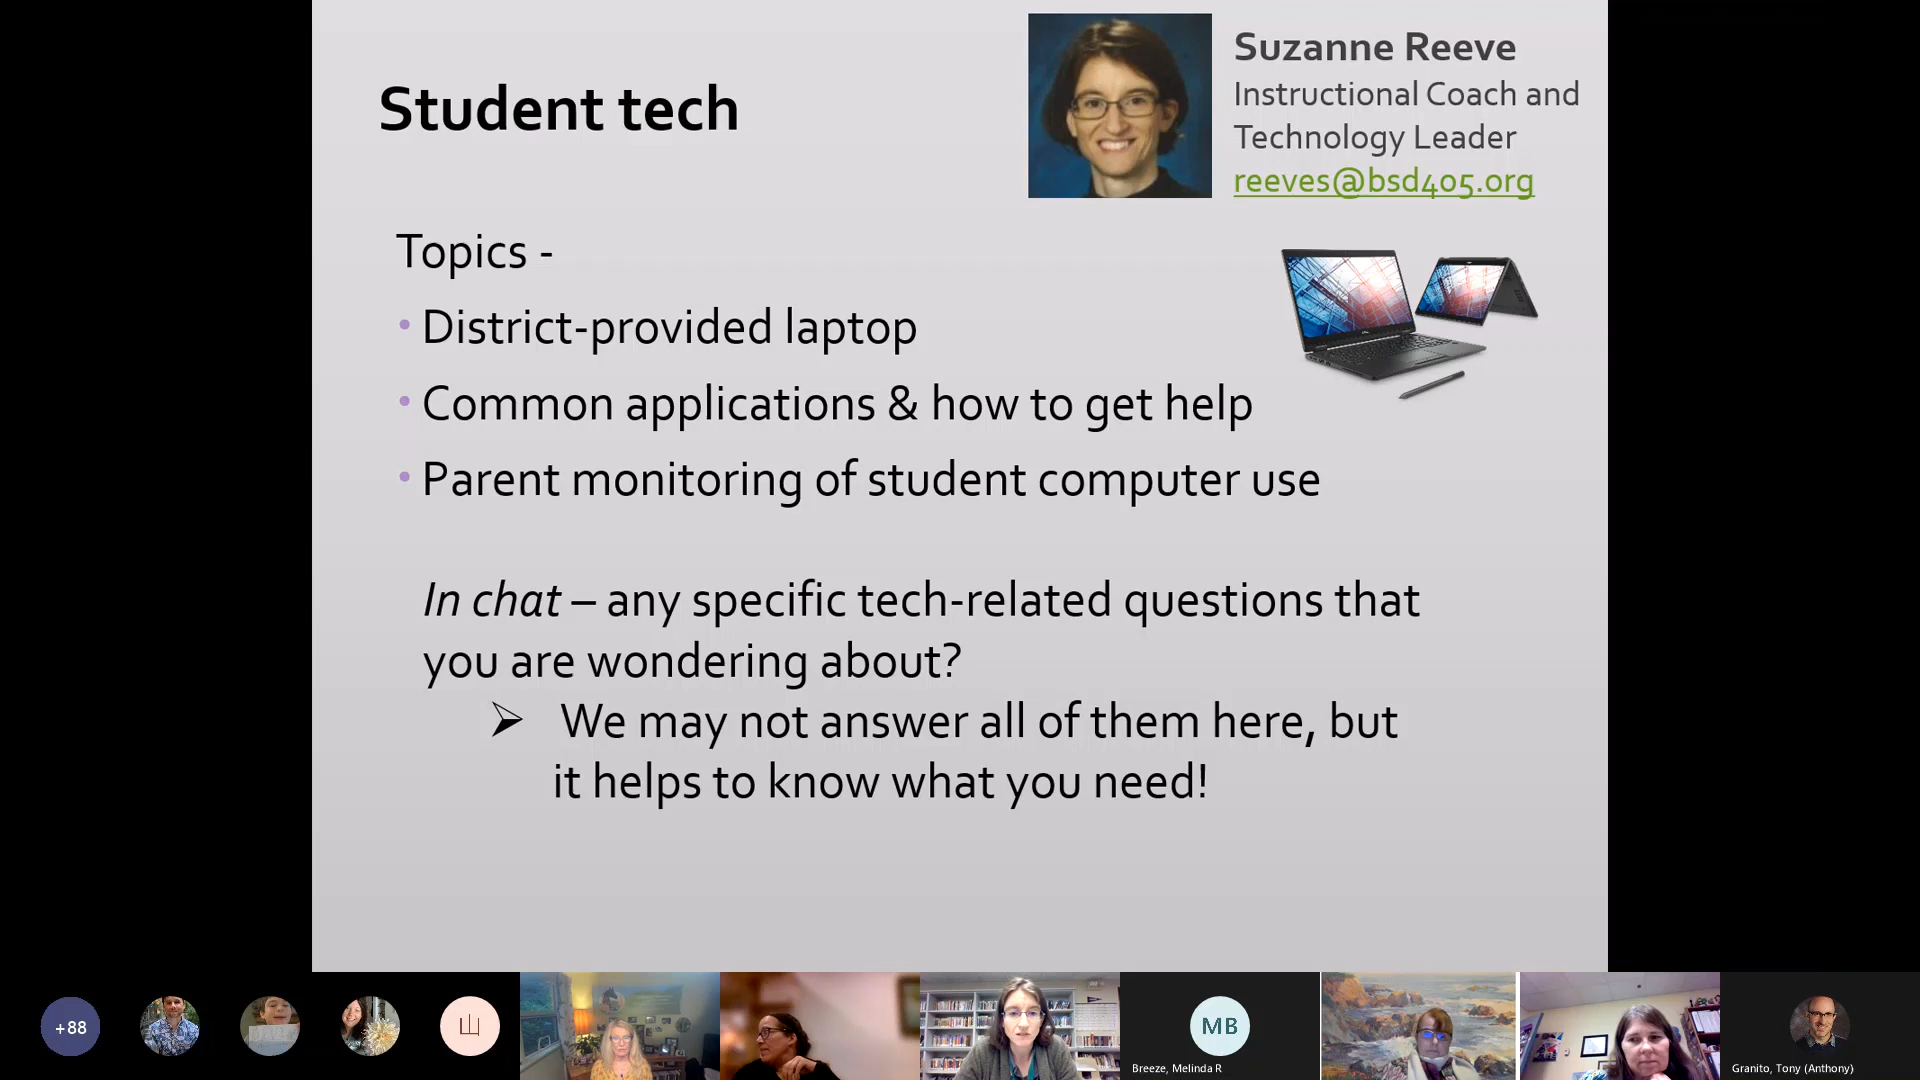 Student tech
Suzanne Reeve
Instructional Coach and
Technology Leader
reeves@bsd405.org
Topics -
• District-provided laptop
• Common applications & how to get help
• Parent monitoring of student computer use
In chat – any specific tech-related questions that
you are wondering about?
➢ We may not answer all of them here, but
it helps to know what you need!
+88
Ш
MB
Breeze, Melinda R
Granito, Tony (Anthony)